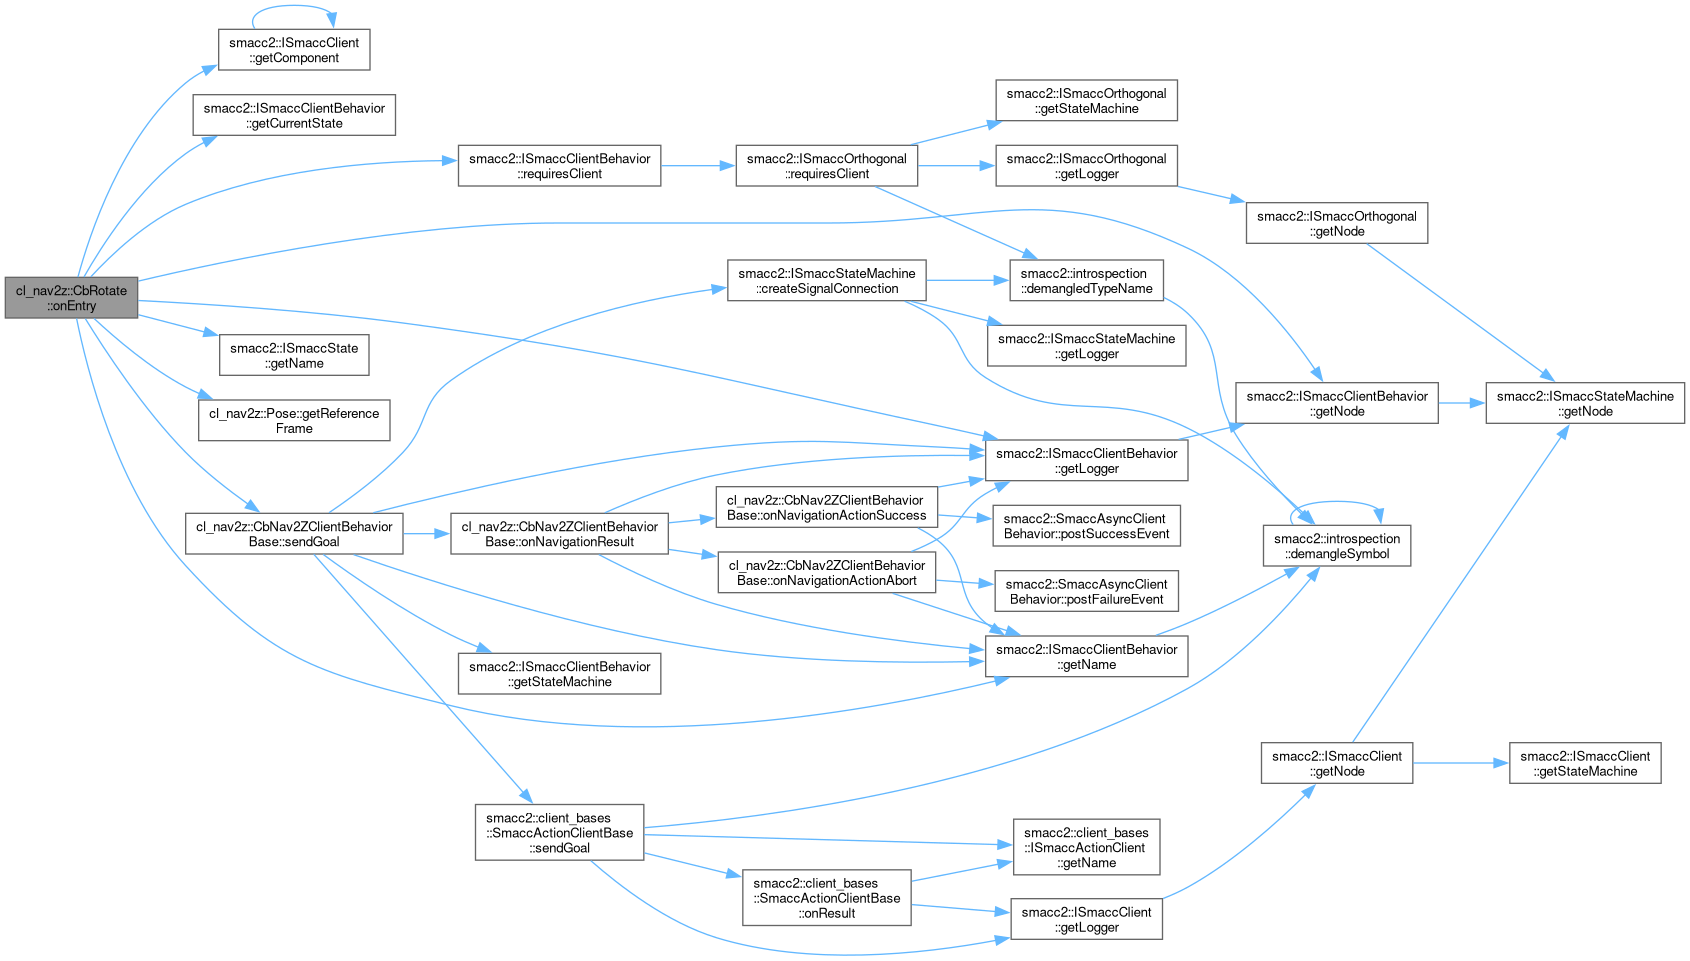 smacc2::ISmaccClient
::getComponent
smacc2::ISmaccClientBehavior
::getCurrentState
smacc2::ISmaccClientBehavior
::requiresClient
smacc2::ISmaccOrthogonal
::requiresClient
smacc2::ISmaccOrthogonal
::getStateMachine
smacc2::ISmaccOrthogonal
::getLogger
smacc2::ISmaccOrthogonal
::getNode
cl_nav2z::CbRotate
::onEntry
smacc2::ISmaccStateMachine
::createSignalConnection
smacc2::introspection
::demangledTypeName
smacc2::ISmaccStateMachine
::getLogger
smacc2::ISmaccState
::getName
cl_nav2z::Pose::getReference
Frame
smacc2::ISmaccClientBehavior
::getNode
smacc2::ISmaccStateMachine
::getNode
smacc2::ISmaccClientBehavior
::getLogger
cl_nav2z::CbNav2ZClientBehavior
Base::sendGoal
cl_nav2z::CbNav2ZClientBehavior
Base::onNavigationResult
cl_nav2z::CbNav2ZClientBehavior
Base::onNavigationActionSuccess
smacc2::SmaccAsyncClient
Behavior::postSuccessEvent
smacc2::introspection
::demangleSymbol
cl_nav2z::CbNav2ZClientBehavior
Base::onNavigationActionAbort
smacc2::SmaccAsyncClient
Behavior::postFailureEvent
smacc2::ISmaccClientBehavior
::getName
smacc2::ISmaccClientBehavior
::getStateMachine
smacc2::ISmaccClient
::getNode
smacc2::ISmaccClient
::getStateMachine
smacc2::client_bases
::SmaccActionClientBase
::sendGoal
smacc2::client_bases
::ISmaccActionClient
::getName
smacc2::client_bases
::SmaccActionClientBase
::onResult
smacc2::ISmaccClient
::getLogger